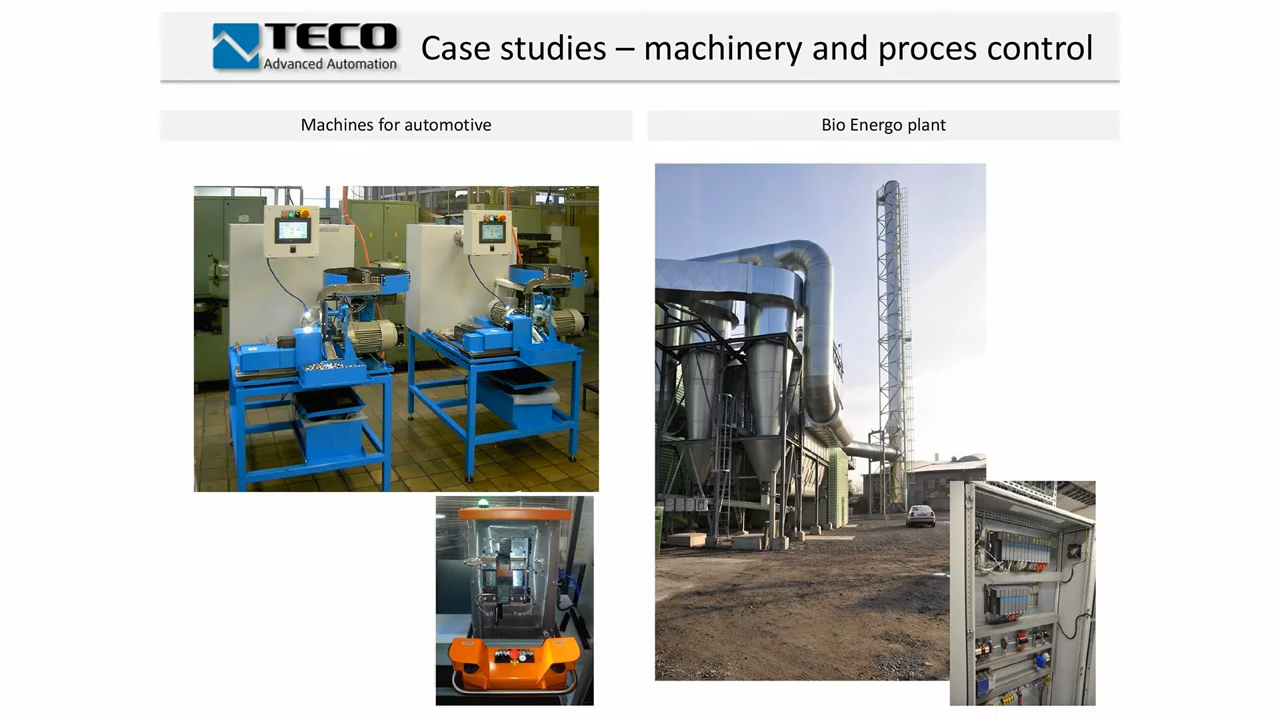 TECO
Advanced Automation
Case studies – machinery and proces control
Machines for automotive
Bio Energo plant